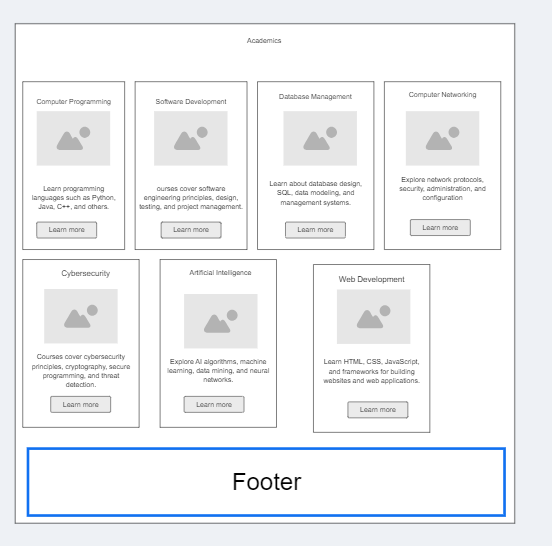 Academics
Computer Programming
Learn programming
languages such as Python,
Java, C++, and others.
Learn more
Software Development
ourses cover software
engineering principles, design,
testing, and project management.
Learn more
Database Management
Learn about database design,
SQL, data modeling, and
management systems.
Learn more
Computer Networking
Explore network protocols,
security, administration, and
configuration
Learn more
Cybersecurity
Courses cover cybersecurity
principles, cryptography, secure
programming, and threat
detection.
Learn more
Artificial Intelligence
Explore AI algorithms, machine
learning, data mining, and neural
networks.
Learn more
Web Development
Learn HTML, CSS, JavaScript,
and frameworks for building
websites and web applications.
Learn more
Footer